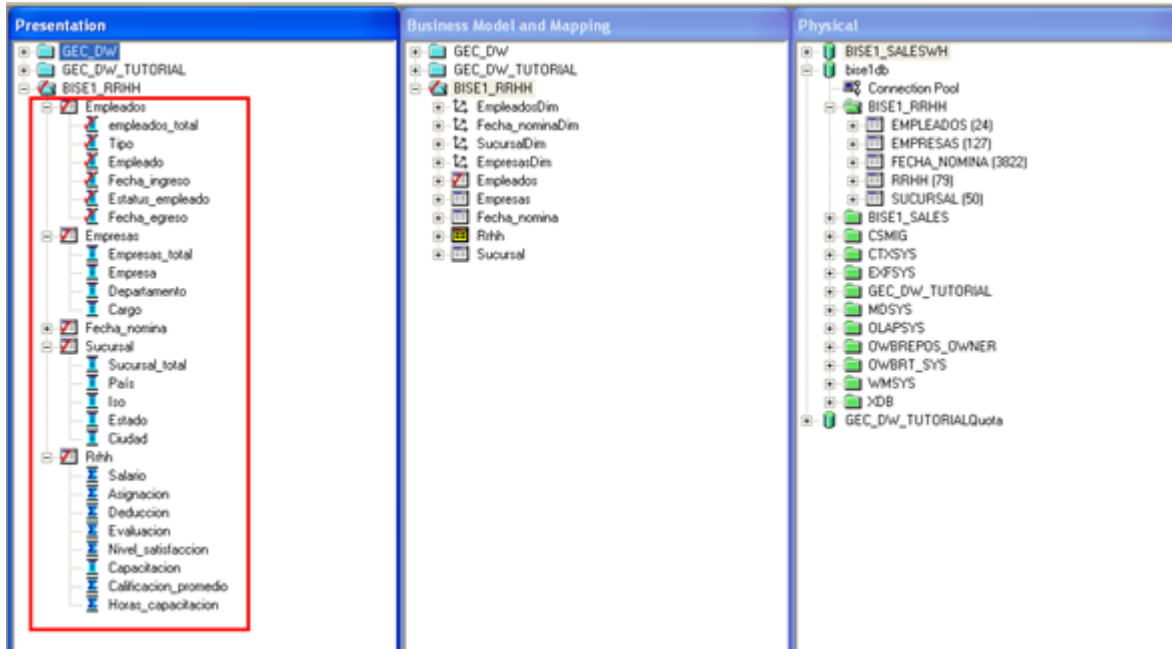 Presentation
GEC_DW
GEC_DW_TUTORIAL
BISE1_RRHH
Empleados
empleados_total
Tipo
Empleado
Fecha_ingreso
Estatus_empleado
Fecha_egreso
Empresas
Empresas_total
Empresa
Departamento
Cargo
Fecha_nomina
Sucursal
Sucursal_total
País
Iso
Estado
Ciudad
Rrhh
Salario
Asignacion
Deduccion
Evaluacion
Nivel_satisfaccion
Capacitacion
Calificacion_promedio
Horas_capacitacion
Business Model and Mapping
GEC_DW
GEC_DW_TUTORIAL
BISE1_RRHH
EmpleadosDim
Fecha_nominaDim
SucursalDim
EmpresasDim
Empleados
Empresas
Fecha_nomina
Rrhh
Sucursal
Physical
BISE1_SALESWH
bise1db
Connection Pool
BISE1_RRHH
EMPLEADOS (24)
EMPRESAS (127)
FECHA_NOMINA (3822)
RRHH (79)
SUCURSAL (50)
BISE1_SALES
CSMIG
CTXSYS
EXFSYS
GEC_DW_TUTORIAL
MDSYS
OLAPSYS
OWBREPOS_OWNER
OWBRT_SYS
WMSYS
XDB
GEC_DW_TUTORIALQuota